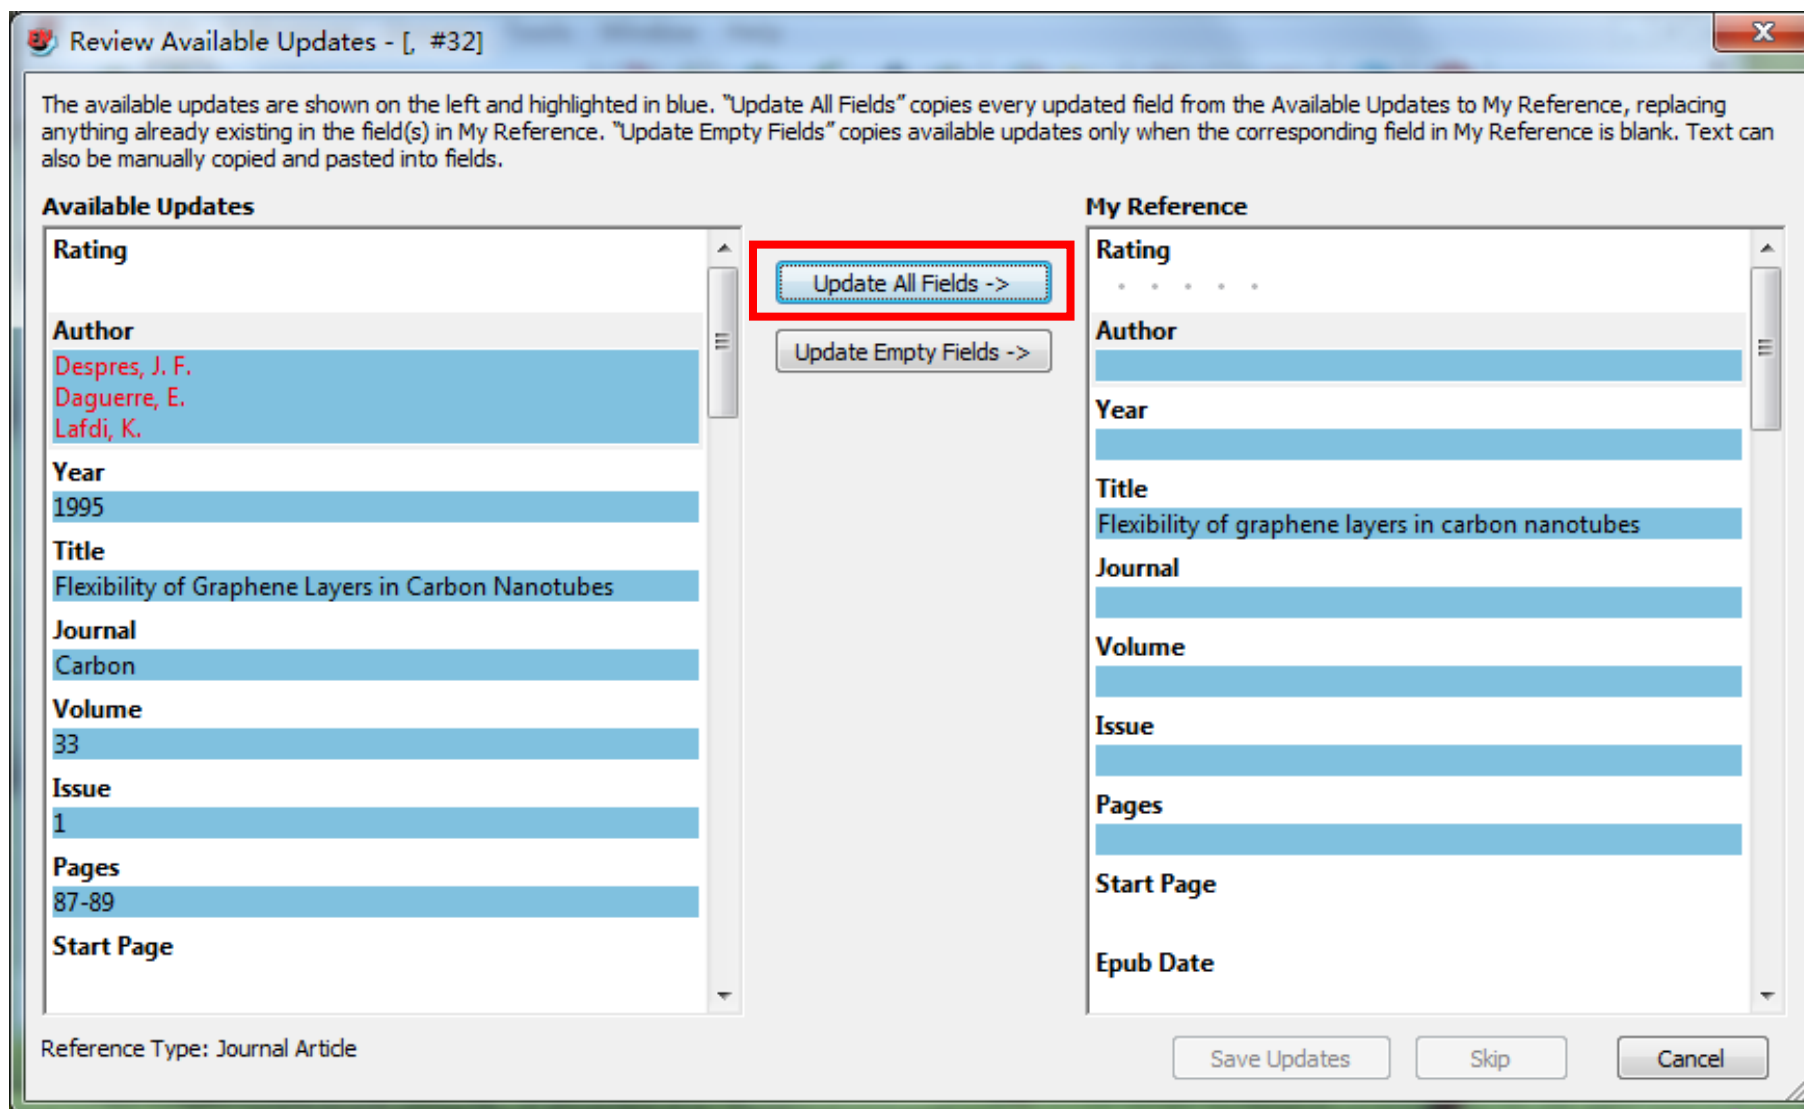 Review Available Updates - [, #32]
X
The available updates are shown on the left and highlighted in blue. "Update All Fields" copies every updated field from the Available Updates to My Reference, replacing
anything already existing in the field(s) in My Reference. "Update Empty Fields" copies available updates only when the corresponding field in My Reference is blank. Text can
also be manually copied and pasted into fields.
Available Updates
Rating
Author
Despres, J. F.
Daguerre, E.
Lafdi, K.
Year
1995
Title
Flexibility of Graphene Layers in Carbon Nanotubes
Journal
Carbon
Volume
33
Issue
1
Pages
87-89
Start Page
Update All Fields ->
Update Empty Fields ->
My Reference
Rating
Author
Year
Title
Flexibility of graphene layers in carbon nanotubes
Journal
Volume
Issue
Pages
Start Page
Epub Date
Reference Type: Journal Article
Save Updates
Skip
Cancel